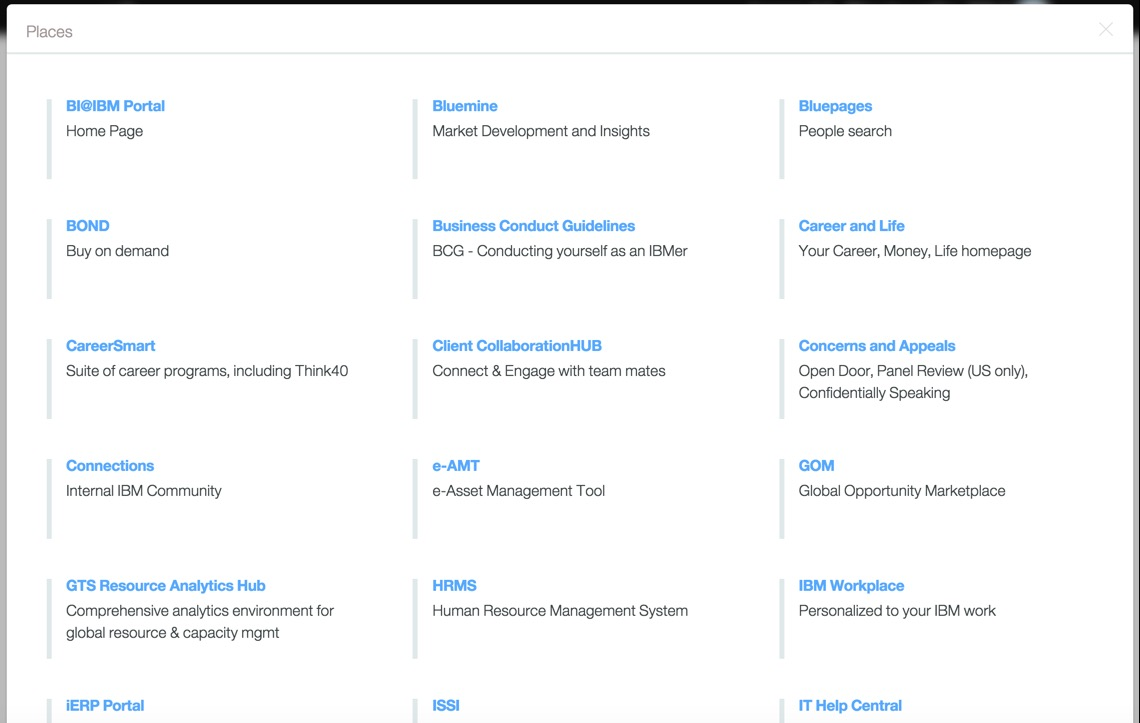 Places
BI@IBM Portal
Home Page
Bluemine
Market Development and Insights
Bluepages
People search
BOND
Buy on demand
Business Conduct Guidelines
BCG - Conducting yourself as an IBMer
Career and Life
Your Career, Money, Life homepage
CareerSmart
Suite of career programs, including Think40
Client CollaborationHUB
Connect & Engage with team mates
Concerns and Appeals
Open Door, Panel Review (US only),
Confidentially Speaking
Connections
Internal IBM Community
e-AMT
e-Asset Management Tool
GOM
Global Opportunity Marketplace
GTS Resource Analytics Hub
Comprehensive analytics environment for
global resource & capacity mgmt
HRMS
Human Resource Management System
IBM Workplace
Personalized to your IBM work
iERP Portal
ISSI
IT Help Central